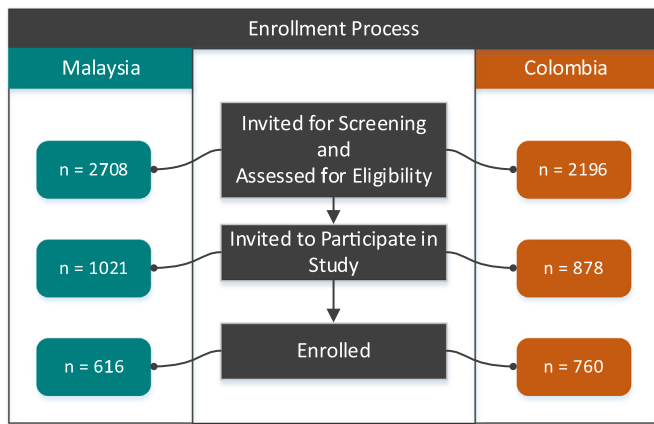 Enrollment Process
Malaysia
Colombia
Invited for Screening
and
Assessed for Eligibility
n = 2708
n = 2196
Invited to Participate in
Study
n = 1021
n = 878
Enrolled
n = 616
n = 760